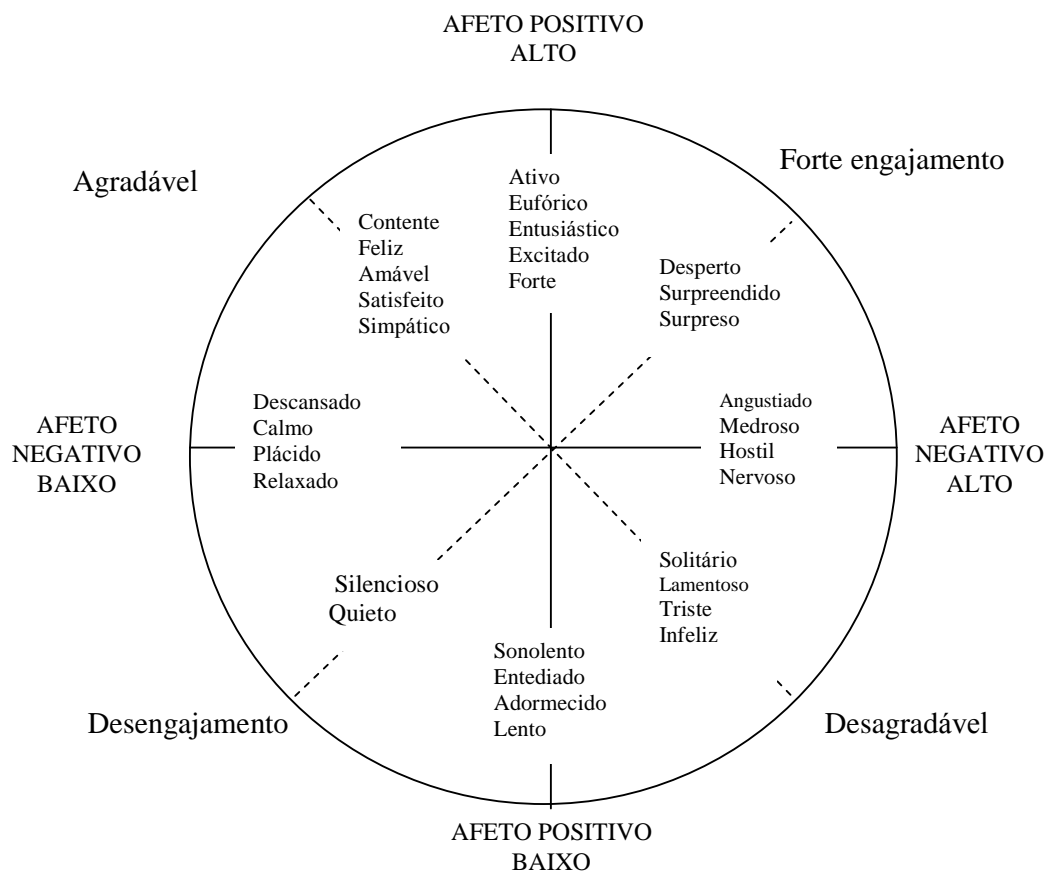 AFETO POSITIVO
ALTO
Agradável
Forte engajamento
Ativo
Eufórico
Entusiástico
Excitado
Forte
Contente
Feliz
Amável
Satisfeito
Simpático
Desperto
Surpreendido
Surpreso
AFETO
NEGATIVO
BAIXO
Descansado
Calmo
Plácido
Relaxado
Angustiado
Medroso
Hostil
Nervoso
AFETO
NEGATIVO
ALTO
Silencioso
Quieto
Solitário
Lamentoso
Triste
Infeliz
Sonolento
Entediado
Adormecido
Lento
Desengajamento
Desagradável
AFETO POSITIVO
BAIXO